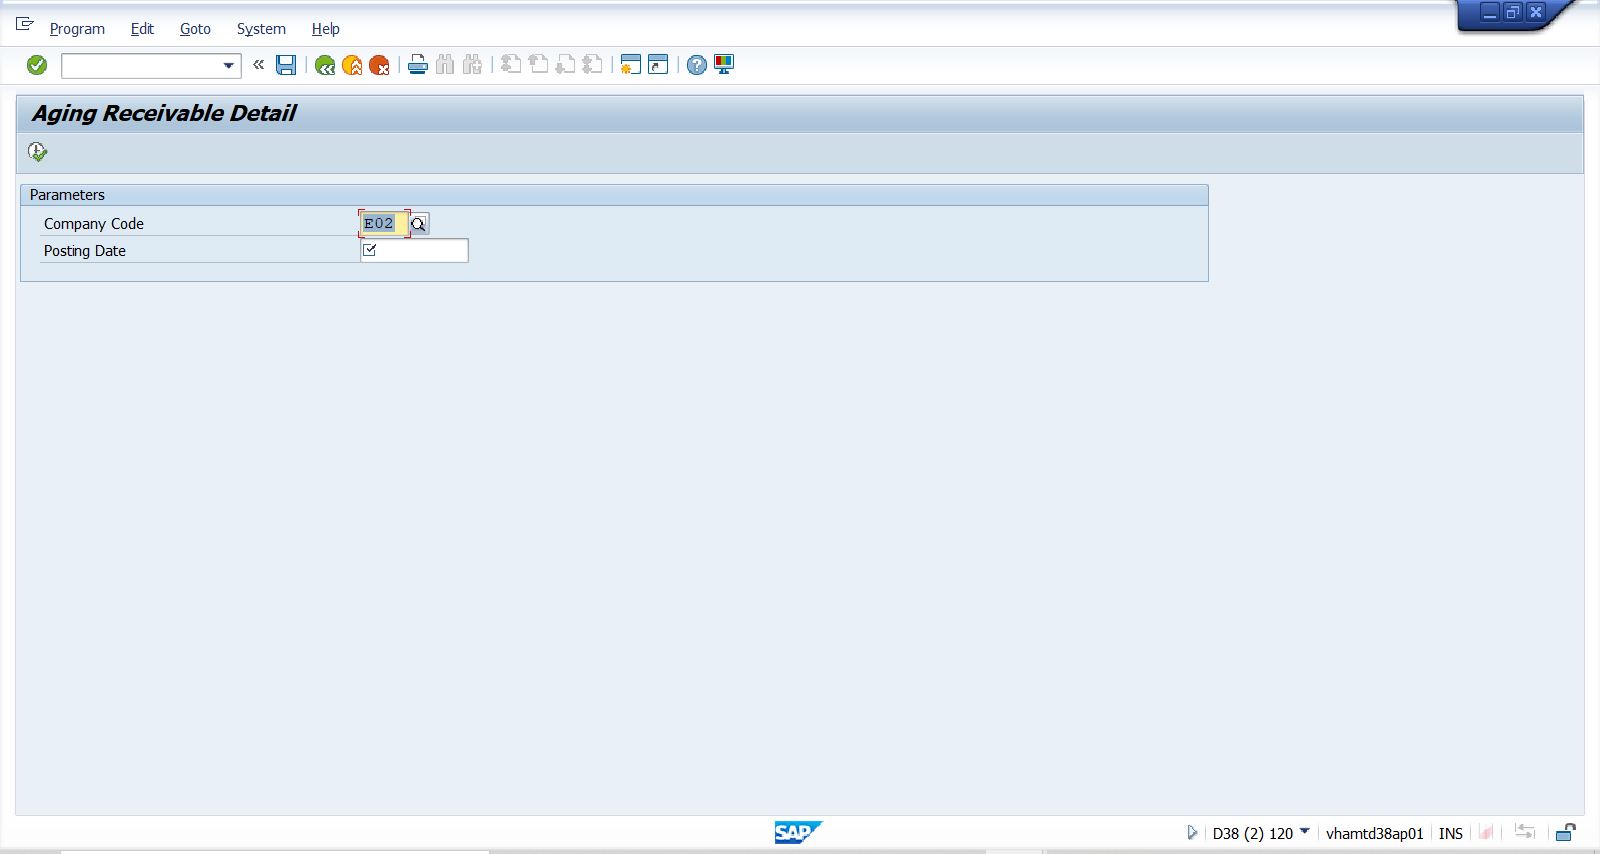 Program Edit Goto System Help
Aging Receivable Detail
Parameters
Company Code E02
Posting Date
SAP D38 (2) 120 vhamtd38ap01 INS